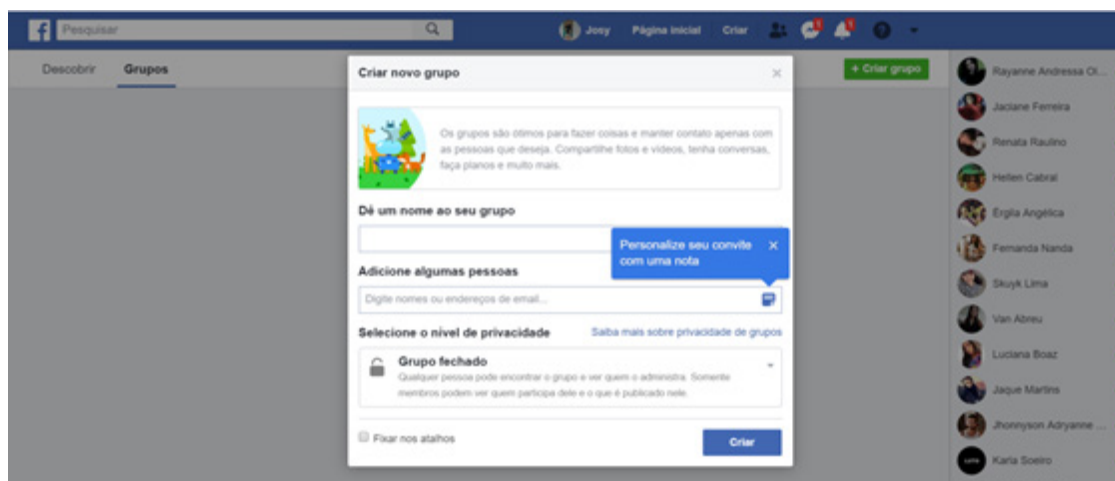 f
Pesquisar
Josy
Página inicial
Criar
Descobrir
Grupos
+ Criar grupo
Criar novo grupo
Os grupos são ótimos para fazer coisas e manter contato apenas com
as pessoas que deseja. Compartilhe fotos e vídeos, tenha conversas,
faça planos e muito mais.
Dê um nome ao seu grupo
Personalize seu convite
com uma nota
Adicione algumas pessoas
Digite nomes ou endereços de email...
Selecione o nível de privacidade
Saiba mais sobre privacidade de grupos
Grupo fechado
Qualquer pessoa pode encontrar o grupo e ver quem o administra. Somente
membros podem ver quem participa dele e o que é publicado nele.
Fixar nos atalhos
Criar
Rayanne Andressa Ol...
Jaciane Ferreira
Renata Raulino
Hellen Cabral
Ergila Angélica
Fernanda Nanda
Skuyk Lima
Van Abreu
Luciana Boaz
Jaque Martins
Jhonnyson Adryanne ...
Karla Soeiro